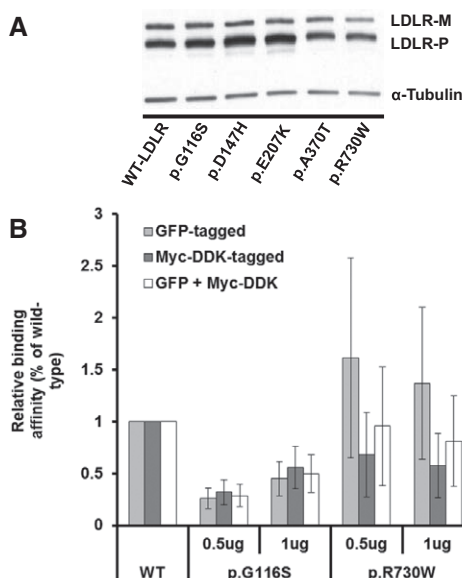 A
LDLR-M
LDLR-P
α-Tubulin
WT-LDLR
p.G116S
p.D147H
p.E207K
p.A370T
p.R730W
B
Relative binding
affinity (% of wild-
type)
3
2.5
2
1.5
1
0.5
0
GFP-tagged
Myc-DDK-tagged
GFP + Myc-DDK
0.5ug 1ug 0.5ug 1ug
WT p.G116S p.R730W